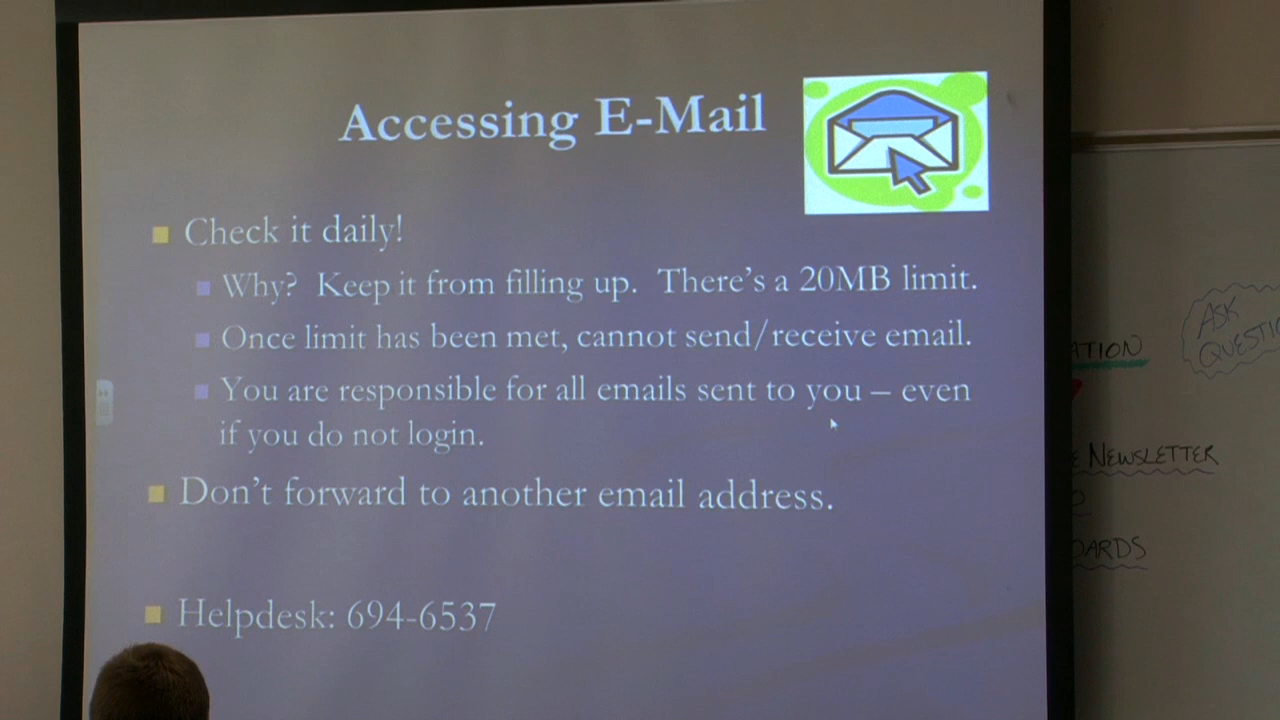 Accessing E-Mail
Check it daily!
Why? Keep it from filling up. There's a 20MB limit.
Once limit has been met, cannot send/receive email.
You are responsible for all emails sent to you – even
if you do not login.
Don't forward to another email address.
Helpdesk: 694-6537
ASK
ATION
NEWSLETTER